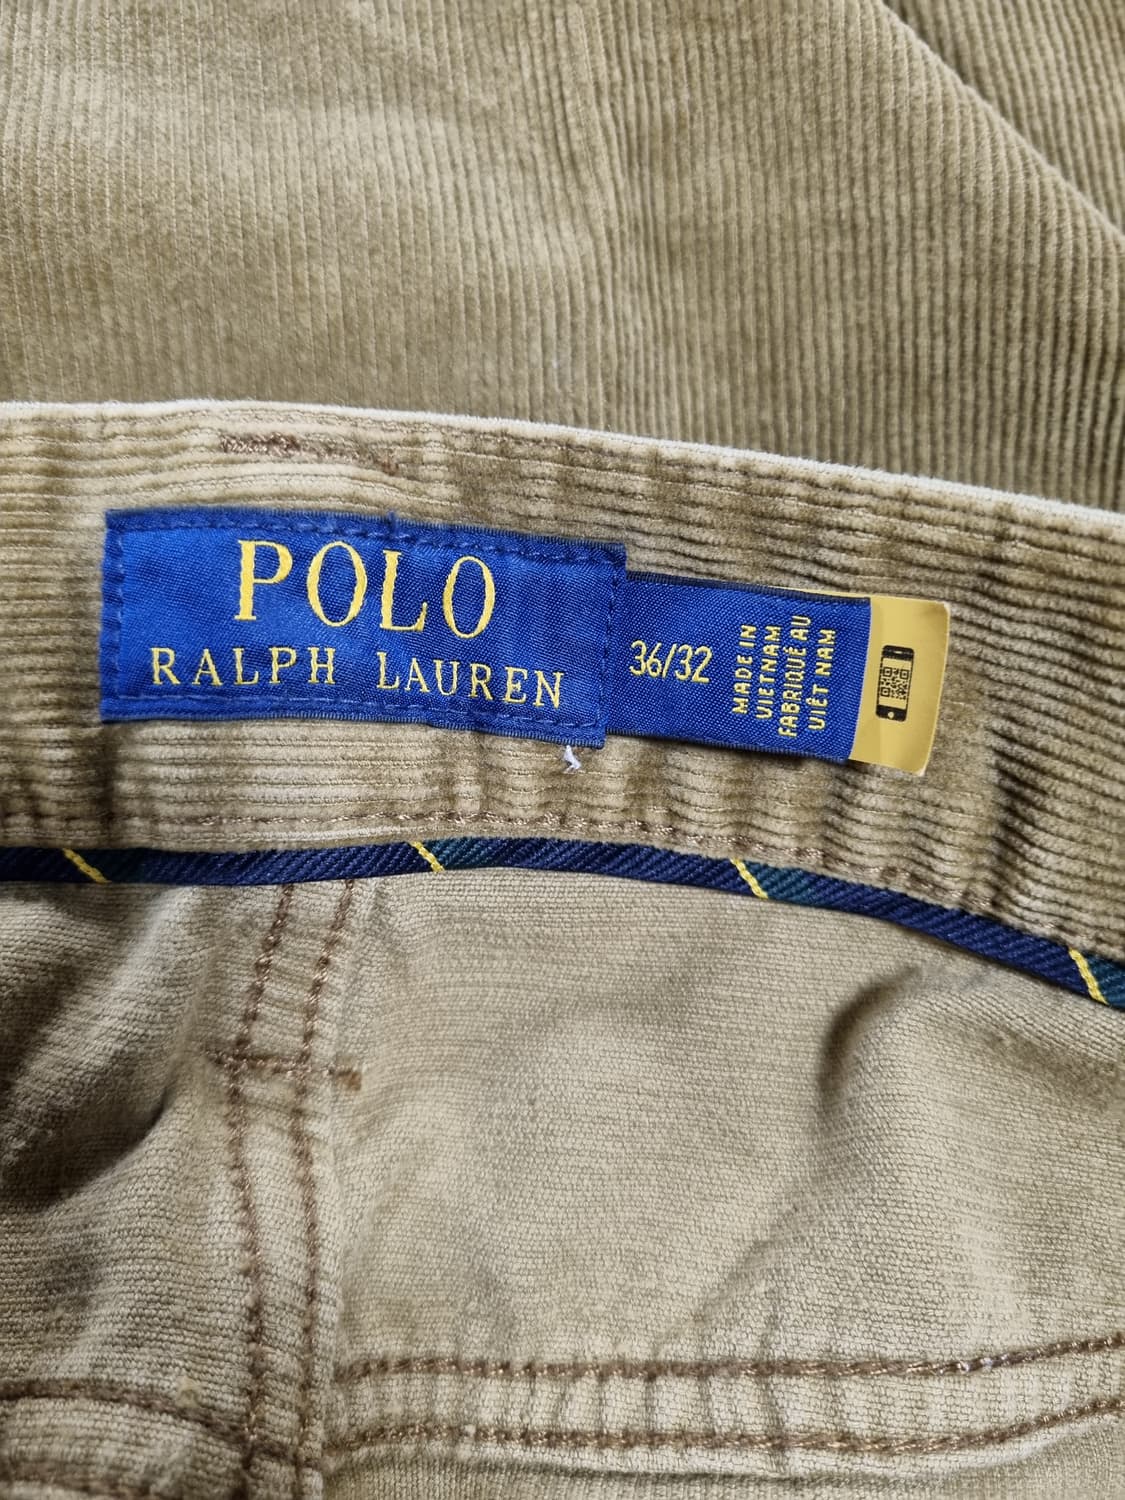 POLO
RALPH LAUREN
36/32
MADE IN
VIETNAM
FABRIQUÉ AU
VIÊT NAM